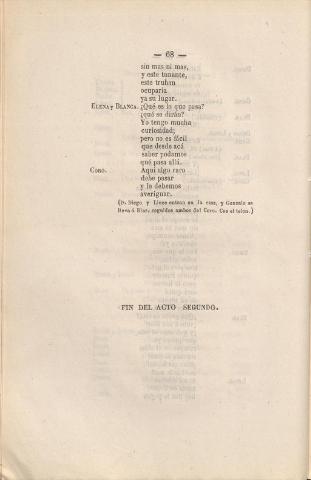 — 68 —
sin mas ni mas,
y este tunante,
este truhan
ocuparia
ya su lugar.
ELENA Y BLANCA. ¿Qué es lo que pasa?
¿qué se dirán?
Yo tengo mucha
curiosidad;
pero no es fácil
que desde acá
saber podamos
qué pasa allá.
CORO. Aquí algo raro
debe pasar
y lo debemos
averiguar.
(D. Diego y Lucas entran en la casa, y Gonzalo se
lleva á Blas, seguidos ambos del Coro. Cae el telon.)
FIN DEL ACTO SEGUNDO.